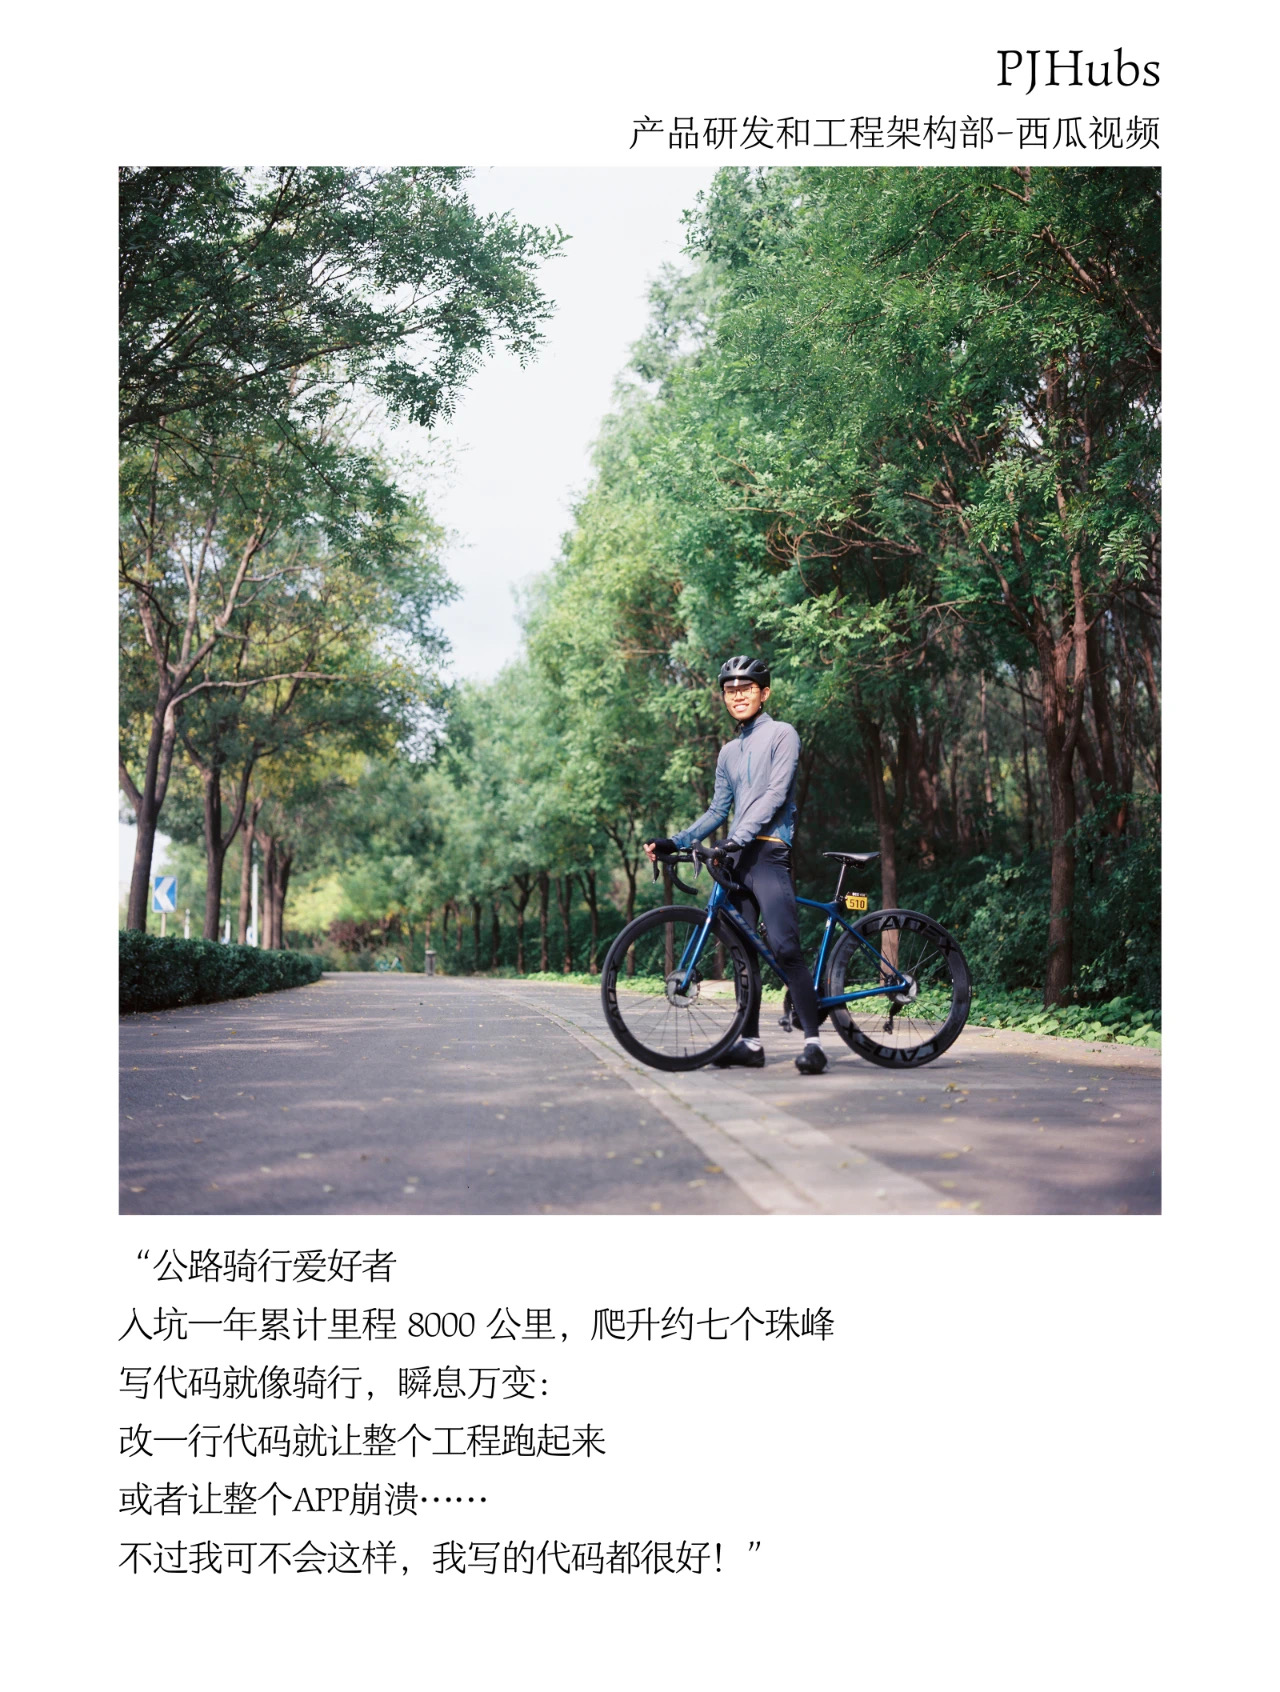 PJHubs
产品研发和工程架构部-西瓜视频
510
CADEX
CADEX
“公路骑行爱好者
入坑一年累计里程 8000 公里，爬升约七个珠峰
写代码就像骑行，瞬息万变：
改一行代码就让整个工程跑起来
或者让整个APP崩溃……
不过我可不会这样，我写的代码都很好！”